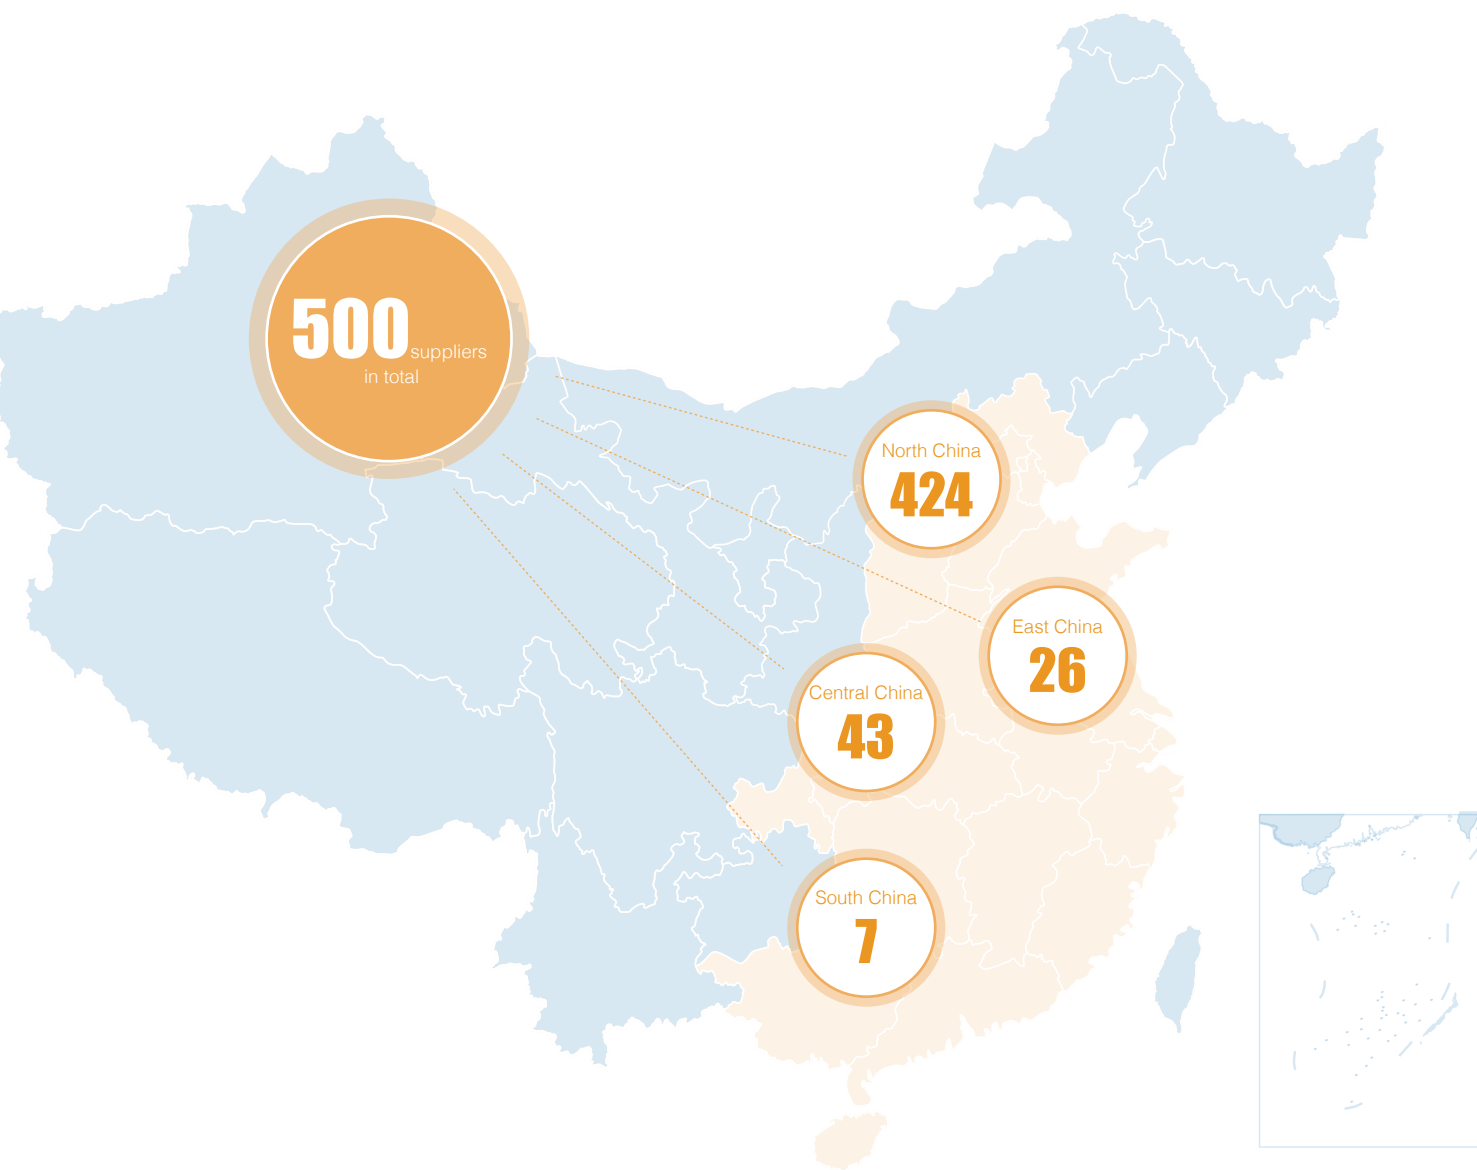 500 suppliers
in total
North China
424
East China
26
Central China
43
South China
7